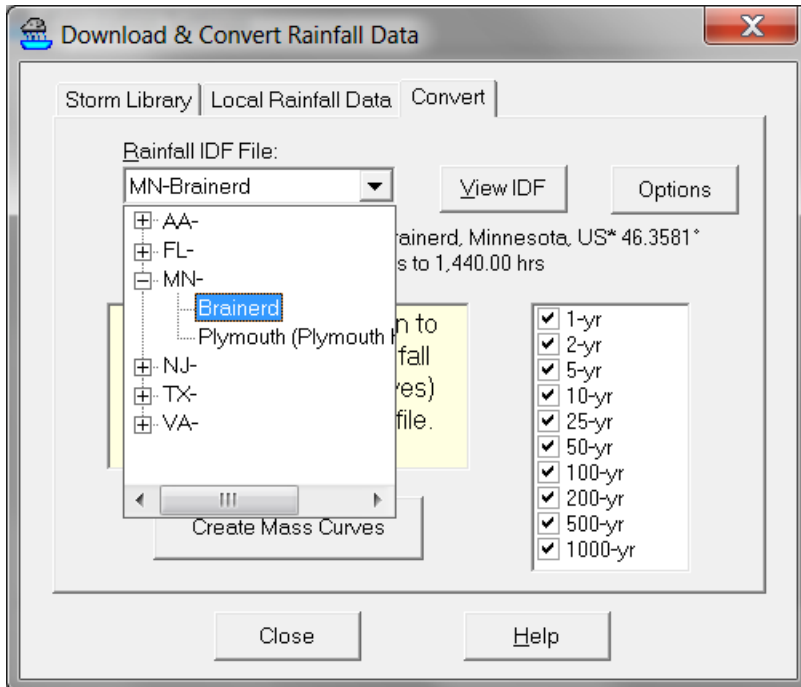 Download & Convert Rainfall Data
X
Storm Library Local Rainfall Data Convert
Rainfall IDF File:
MN-Brainerd
View IDF
Options
AA-
FL-
MN-
Brainerd
Plymouth (Plymouth
NJ-
TX-
VA-
ainerd, Minnesota, US* 46.3581°
s to 1,440.00 hrs
n to
fall
es)
file.
1-yr
2-yr
5-yr
10-yr
25-yr
50-yr
100-yr
200-yr
500-yr
1000-yr
Create Mass Curves
Close
Help